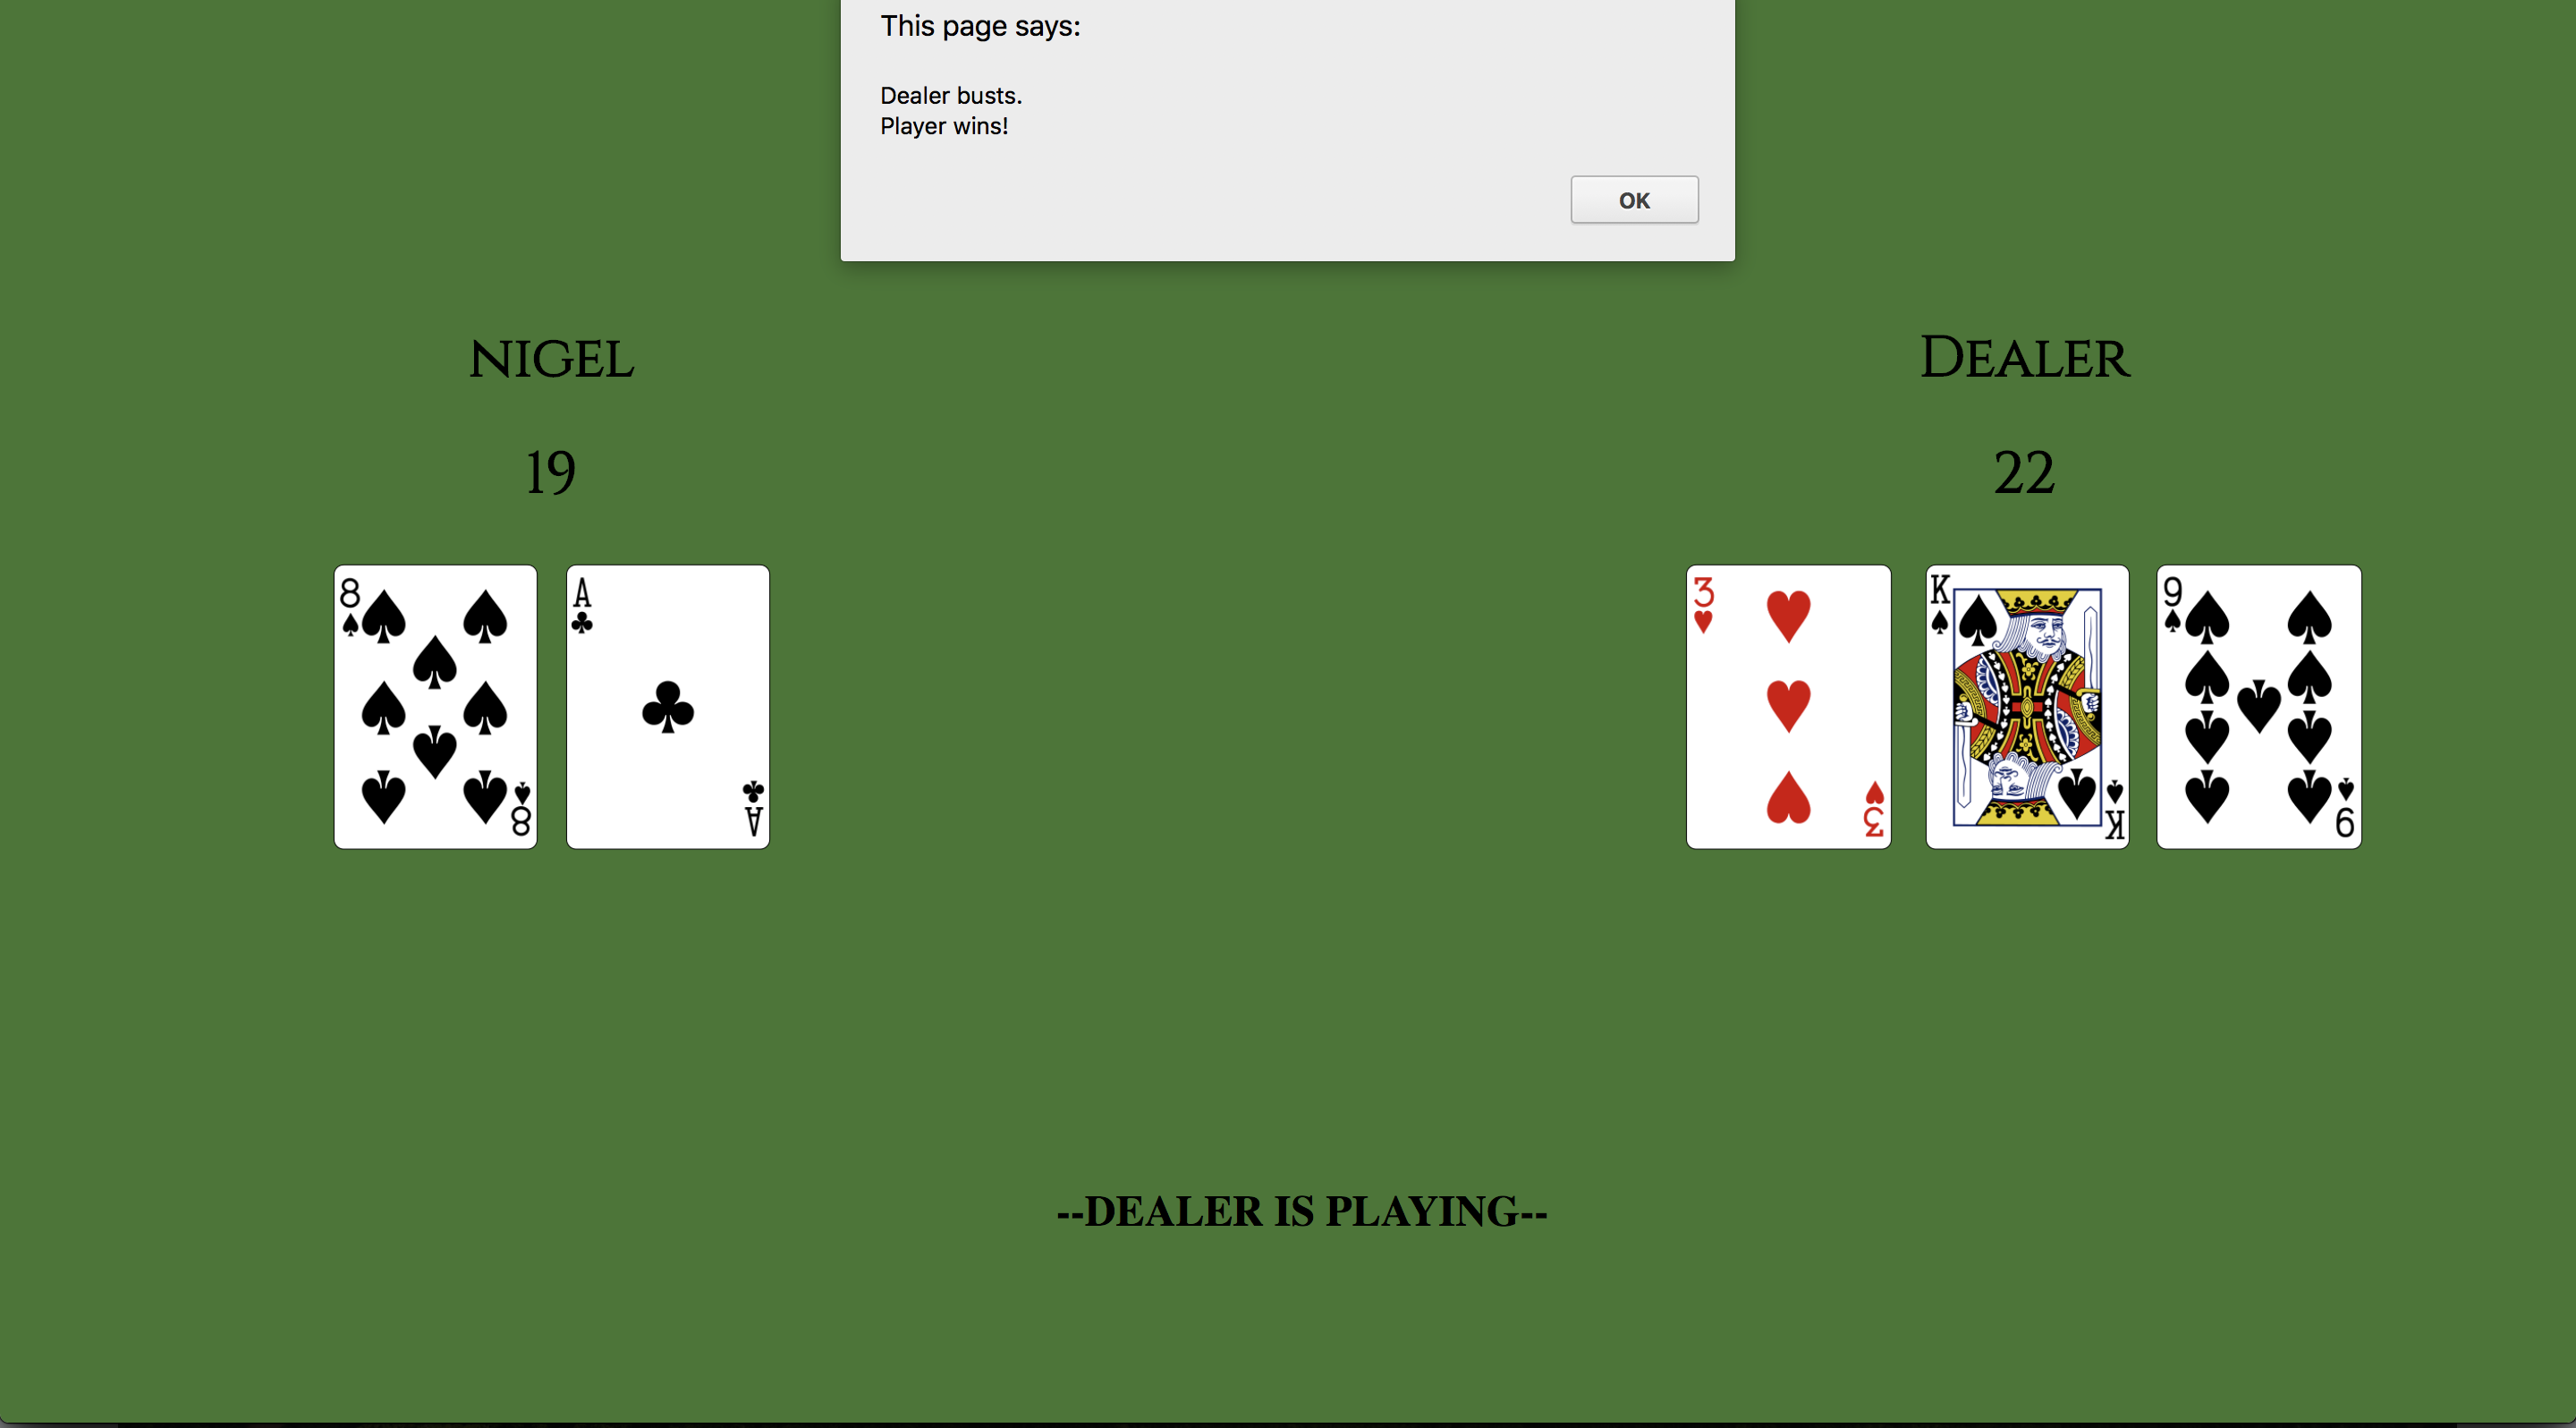 This page says:
Dealer busts.
Player wins!
OK
NIGEL
DEALER
19
22
8
A
3
K
9
8
A
3
K
9
--DEALER IS PLAYING--